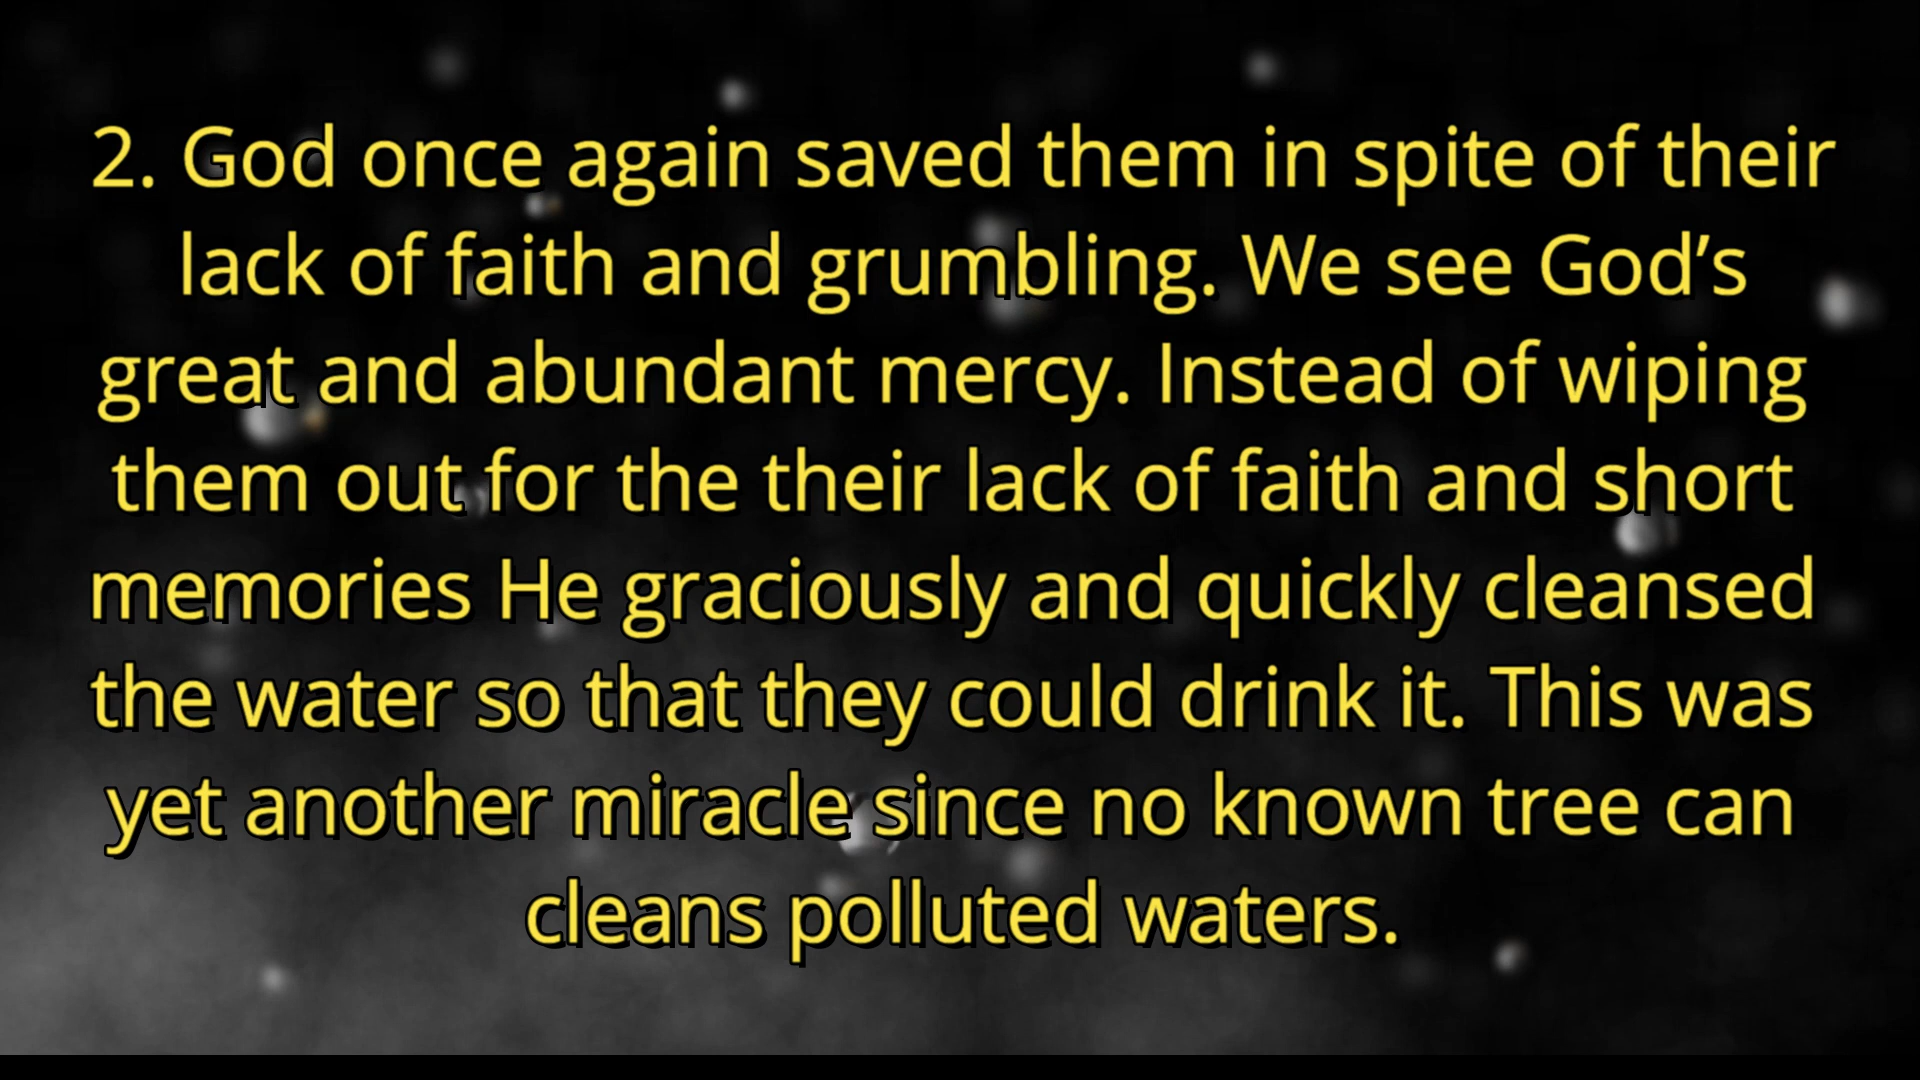 2. God once again saved them in spite of their
lack of faith and grumbling. We see God’s
great and abundant mercy. Instead of wiping
them out for the their lack of faith and short
memories He graciously and quickly cleansed
the water so that they could drink it. This was
yet another miracle since no known tree can
cleans polluted waters.